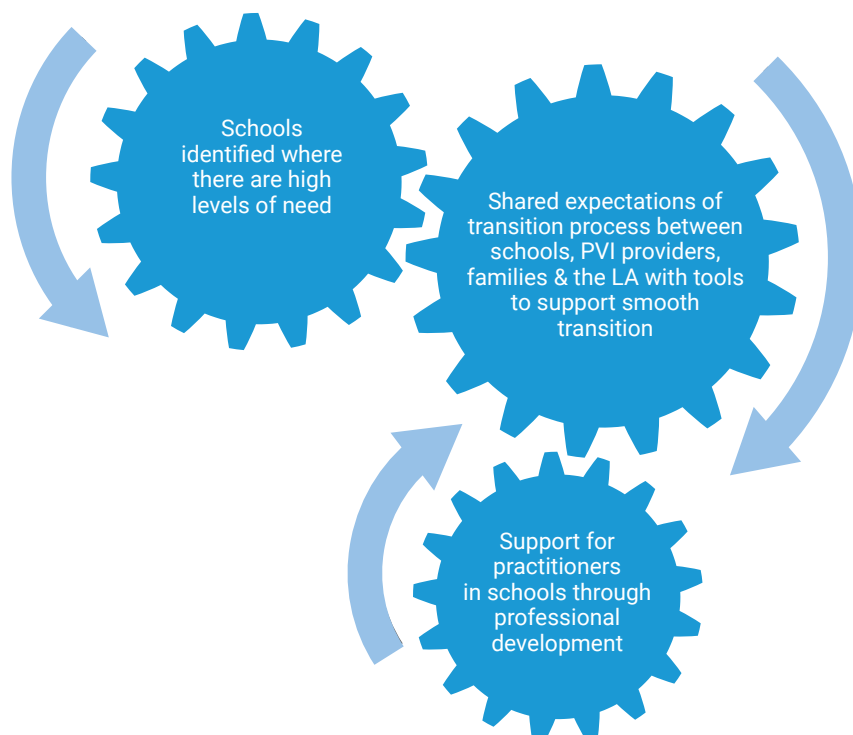 Schools
identified where
there are high
levels of need
Shared expectations of
transition process between
schools, PVI providers,
families & the LA with tools
to support smooth
transition
Support for
practitioners
in schools through
professional
development